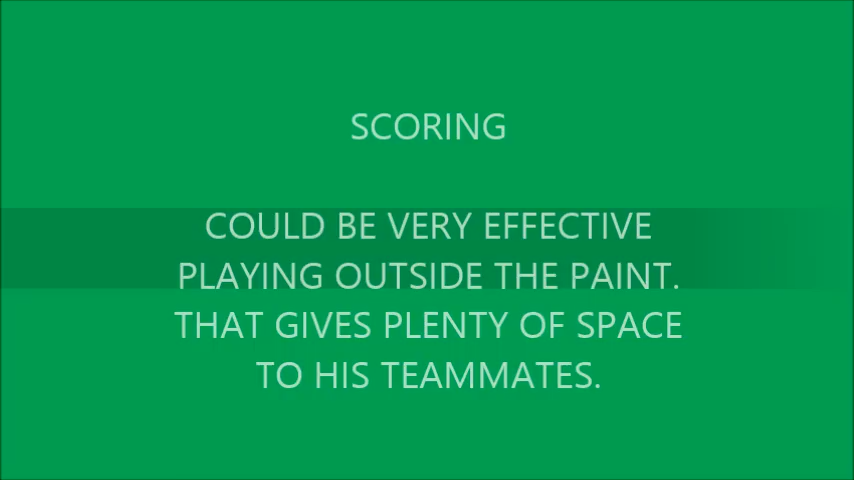 SCORING
COULD BE VERY EFFECTIVE
PLAYING OUTSIDE THE PAINT.
THAT GIVES PLENTY OF SPACE
TO HIS TEAMMATES.